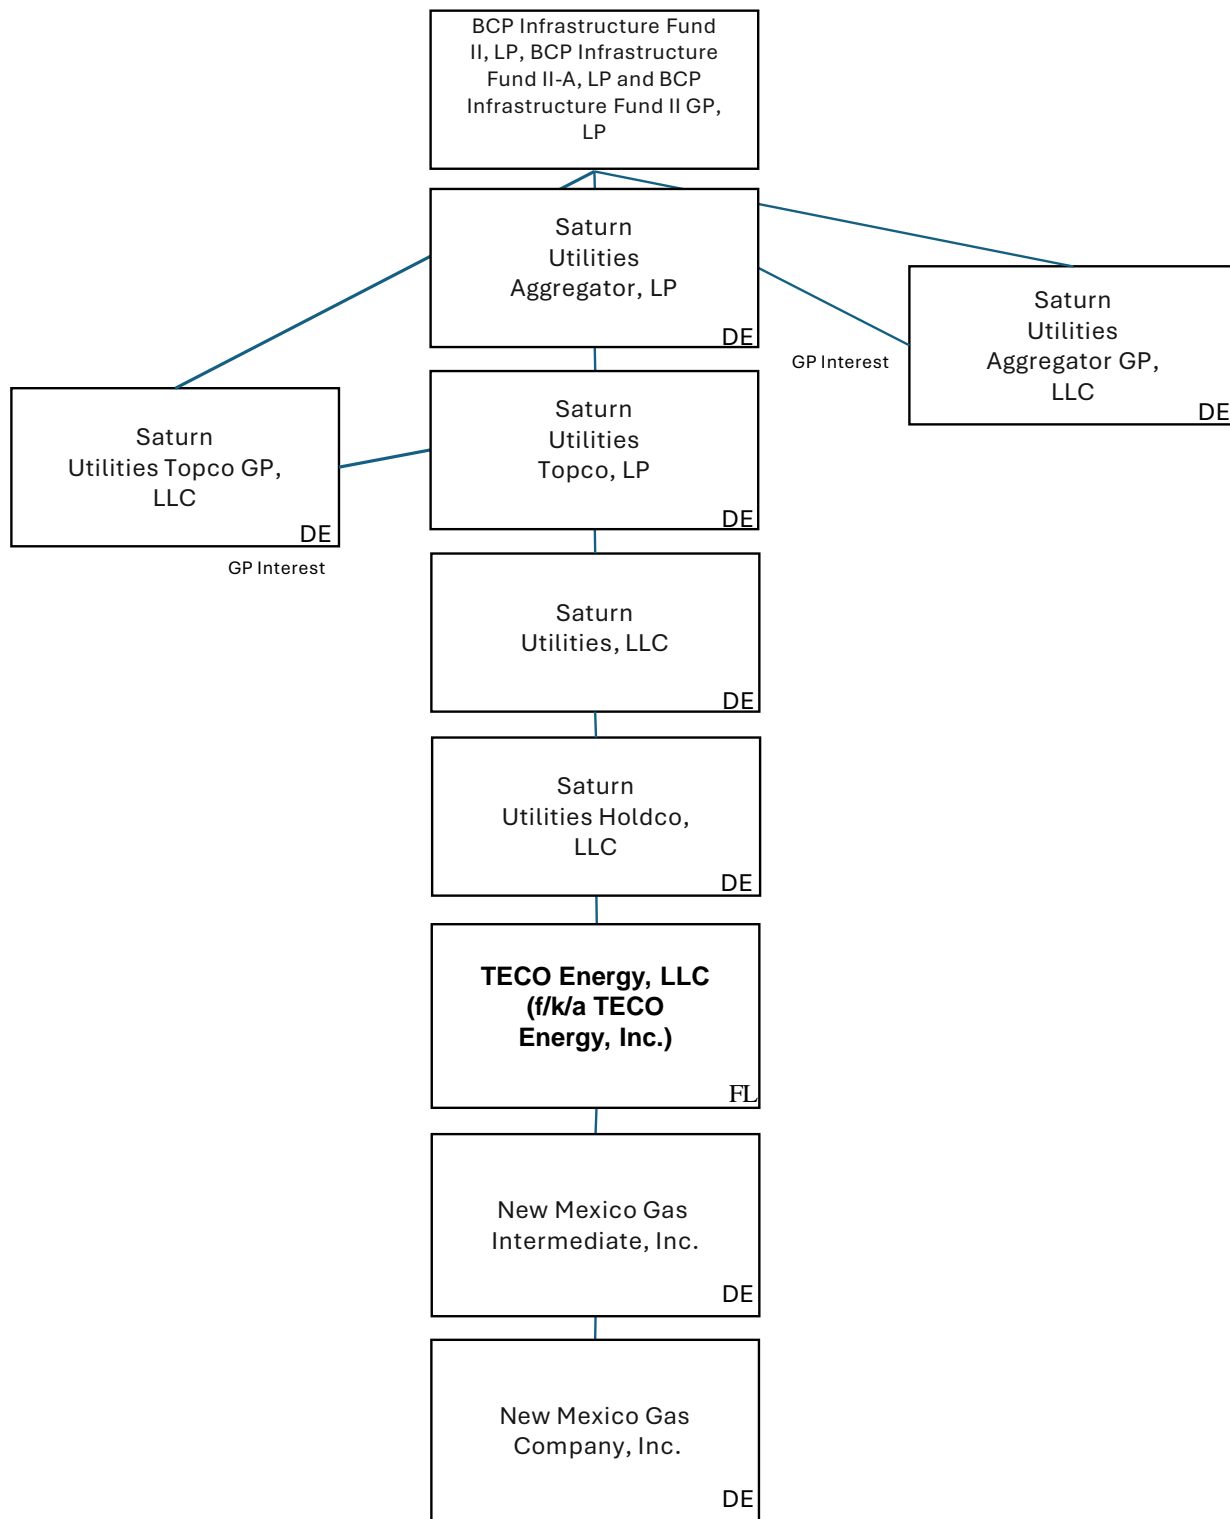 BCP Infrastructure Fund
II, LP, BCP Infrastructure
Fund II-A, LP and BCP
Infrastructure Fund II GP,
LP
Saturn
Utilities
Aggregator, LP
DE
GP Interest
Saturn
Utilities
Aggregator GP,
LLC
DE
Saturn
Utilities Topco GP,
LLC
DE
GP Interest
Saturn
Utilities
Topco, LP
DE
Saturn
Utilities, LLC
DE
Saturn
Utilities Holdco,
LLC
DE
TECO Energy, LLC
(f/k/a TECO
Energy, Inc.)
FL
New Mexico Gas
Intermediate, Inc.
DE
New Mexico Gas
Company, Inc.
DE